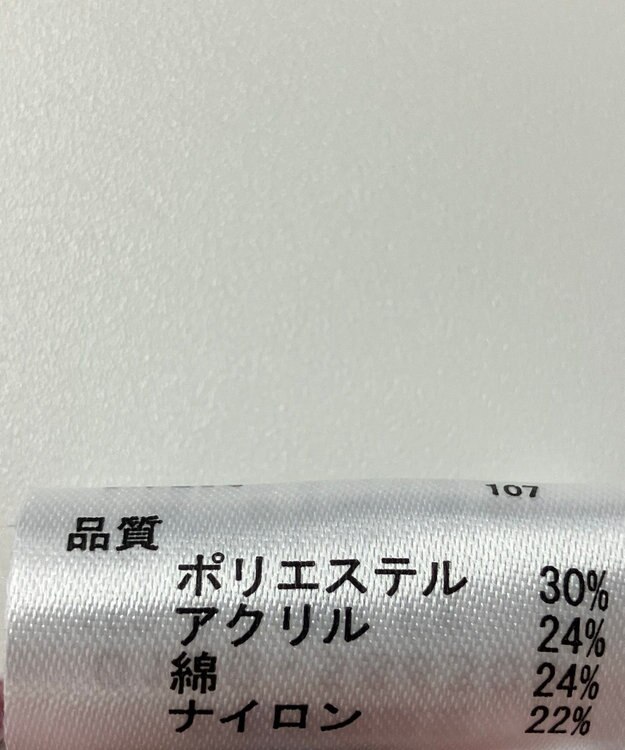 107
品質
ポリエステル 30%
アクリル 24%
綿 24%
ナイロン 22%